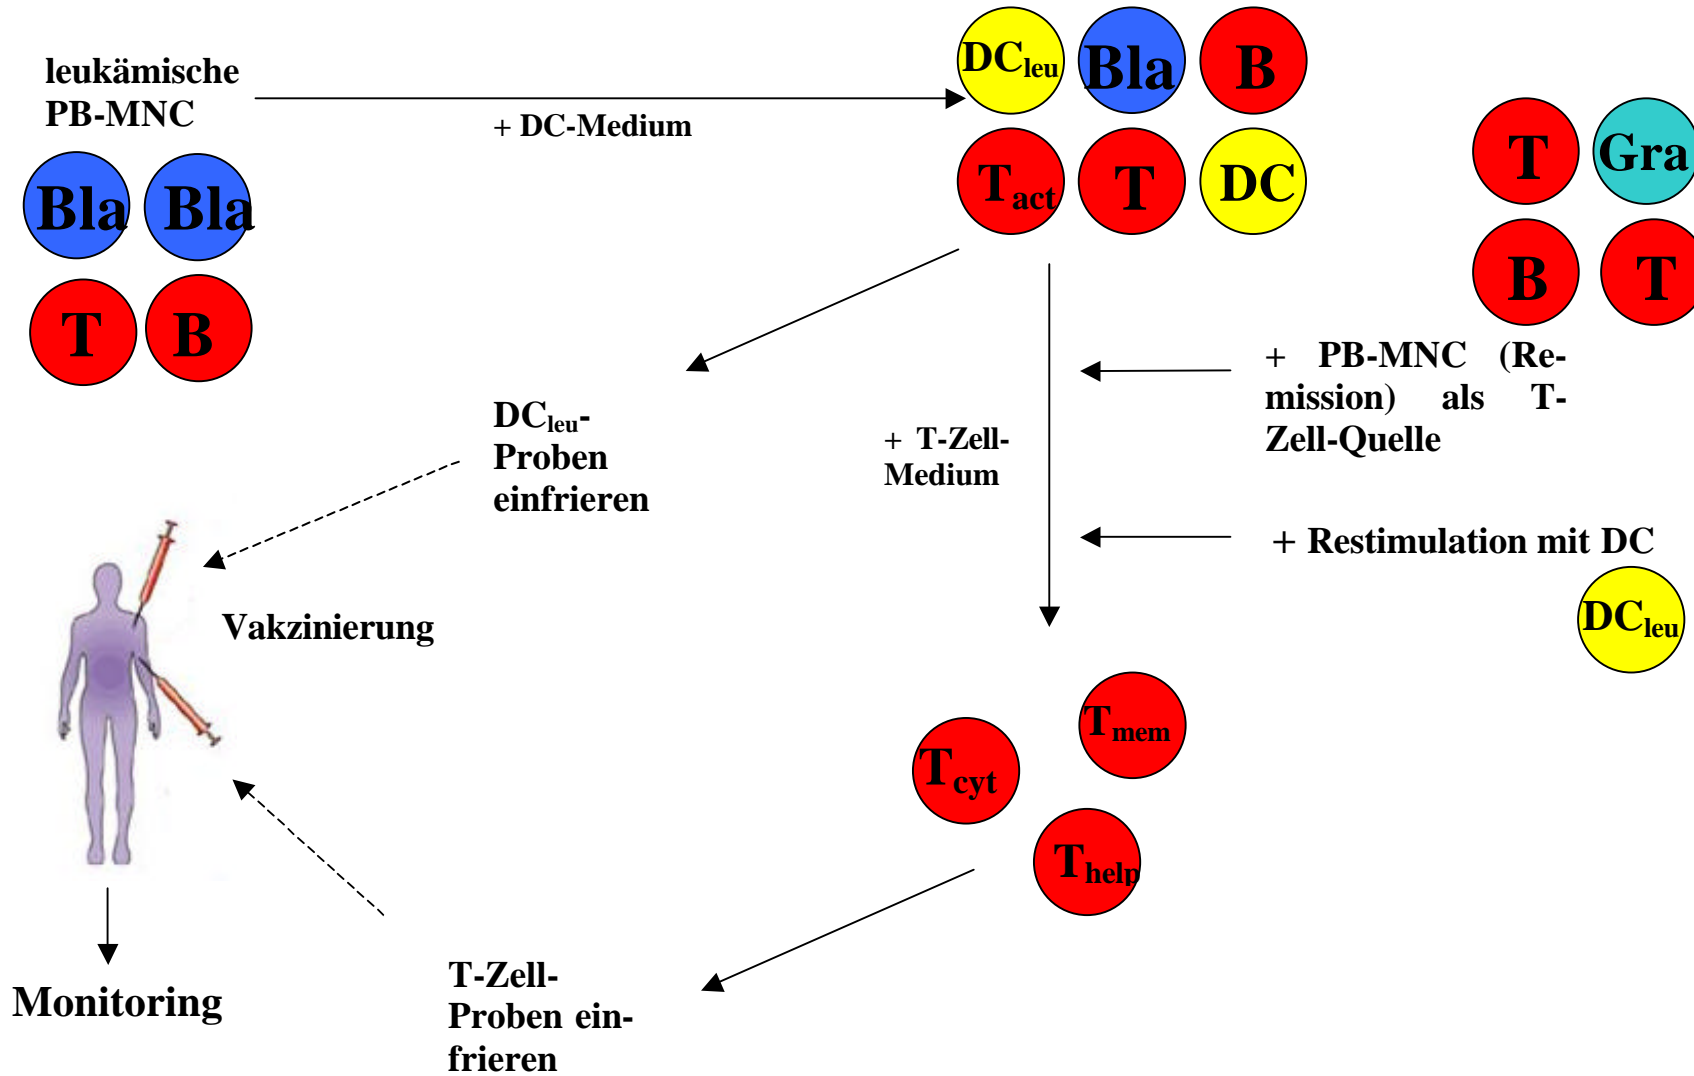 leukämische
PB-MNC
Bla Bla
T B
+ DC-Medium
DCleu Bla B
Tact T DC
T Gra
B T
+ PB-MNC (Re-
mission) als T-
Zell-Quelle
+ T-Zell-
Medium
+ Restimulation mit DC
DCleu
DCleu-
Proben
einfrieren
Vakzinierung
Tmem
Tcyt
Thelp
T-Zell-
Proben ein-
frieren
Monitoring